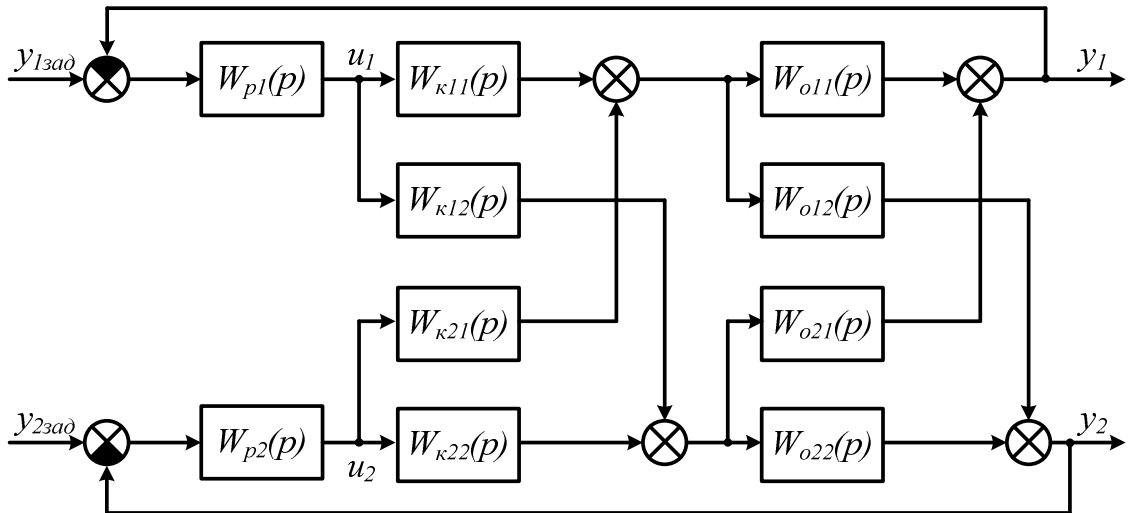 y1зад Wp1(p) u1 Wк11(p) Wo11(p) y1
Wк12(p) Wo12(p)
Wк21(p) Wo21(p)
y2зад Wp2(p) u2 Wк22(p) Wo22(p) y2